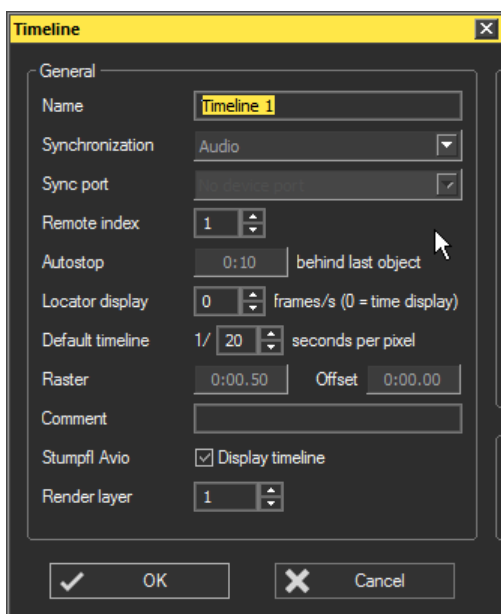 Timeline
General
Name Timeline 1
Synchronization Audio
Sync port No device port
Remote index 1
Autostop 0:10 behind last object
Locator display 0 frames/s (0 = time display)
Default timeline 1/ 20 seconds per pixel
Raster 0:00.50 Offset 0:00.00
Comment
Stumpfl Avio Display timeline
Render layer 1
OK Cancel